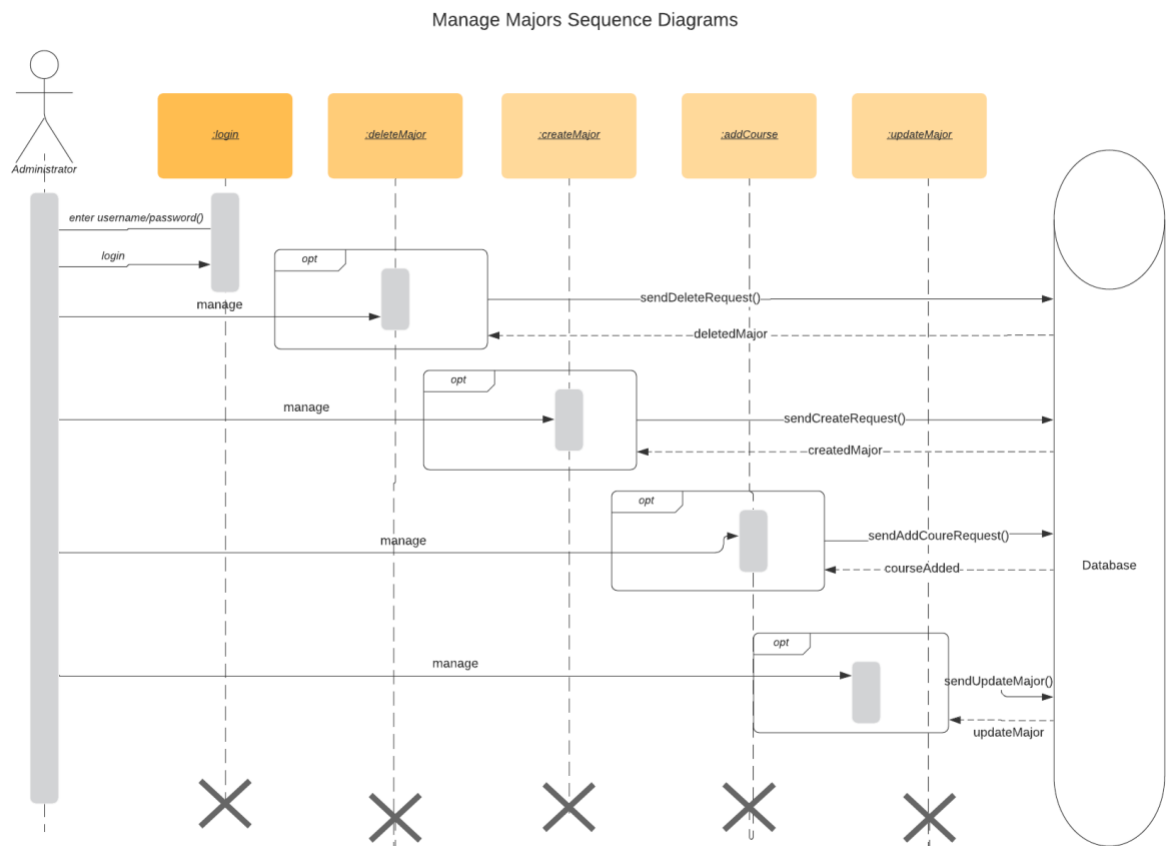 Manage Majors Sequence Diagrams
:login
:deleteMajor
:createMajor
:addCourse
:updateMajor
Administrator
enter username/password()
login
opt
manage
sendDeleteRequest()
deletedMajor
opt
manage
sendCreateRequest()
createdMajor
opt
manage
sendAddCoureRequest()
courseAdded
Database
opt
manage
sendUpdateMajor()
updateMajor